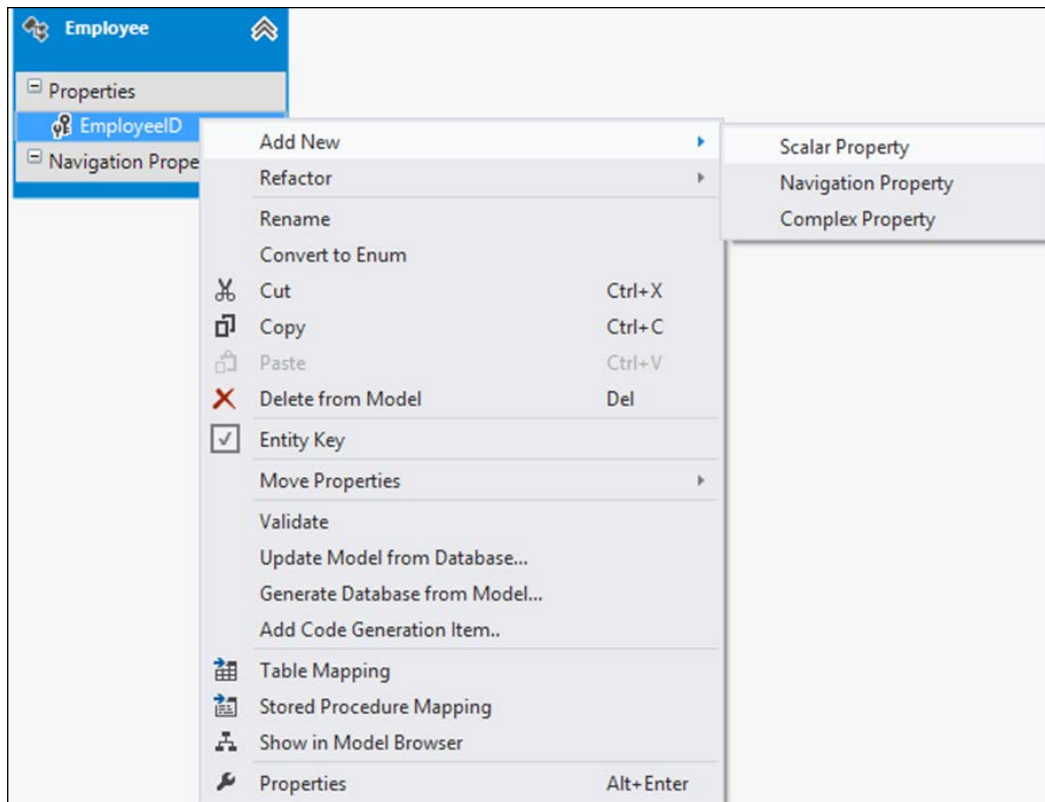 Employee
Properties
EmployeeID
Navigation Prope
Add New
Refactor
Rename
Convert to Enum
Cut Ctrl+X
Copy Ctrl+C
Paste Ctrl+V
Delete from Model Del
Entity Key
Move Properties
Validate
Update Model from Database...
Generate Database from Model...
Add Code Generation Item..
Table Mapping
Stored Procedure Mapping
Show in Model Browser
Properties Alt+Enter
Scalar Property
Navigation Property
Complex Property